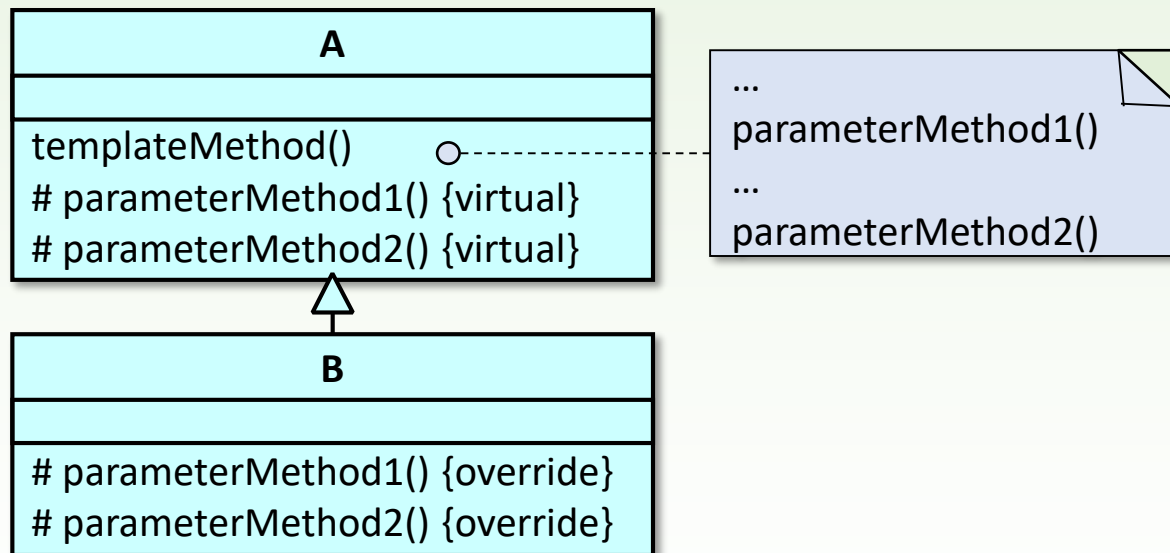 A
templateMethod()
# parameterMethod1() {virtual}
# parameterMethod2() {virtual}
...
parameterMethod1()
...
parameterMethod2()
B
# parameterMethod1() {override}
# parameterMethod2() {override}